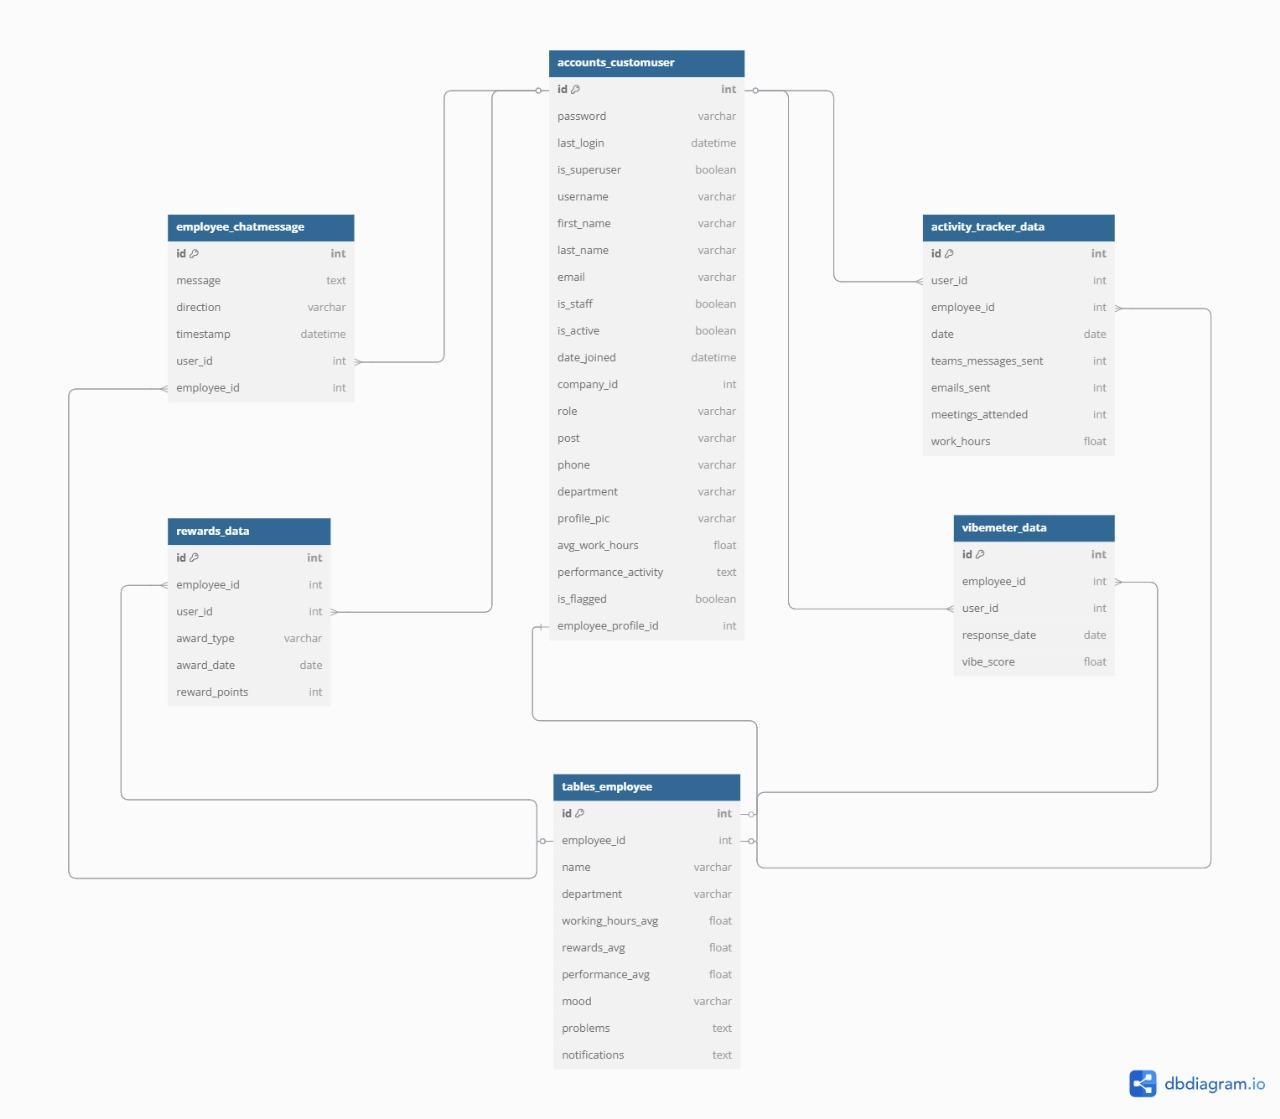 accounts_customuser
id int
password varchar
last_login datetime
is_superuser boolean
username varchar
first_name varchar
last_name varchar
email varchar
is_staff boolean
is_active boolean
date_joined datetime
company_id int
role varchar
post varchar
phone varchar
department varchar
profile_pic varchar
avg_work_hours float
performance_activity text
is_flagged boolean
employee_profile_id int
employee_chatmessage
id int
message text
direction varchar
timestamp datetime
user_id int
employee_id int
activity_tracker_data
id int
user_id int
employee_id int
date date
teams_messages_sent int
emails_sent int
meetings_attended int
work_hours float
rewards_data
id int
employee_id int
user_id int
award_type varchar
award_date date
reward_points int
vibemeter_data
id int
employee_id int
user_id int
response_date date
vibe_score float
tables_employee
id int
employee_id int
name varchar
department varchar
working_hours_avg float
rewards_avg float
performance_avg float
mood varchar
problems text
notifications text
dbdiagram.io